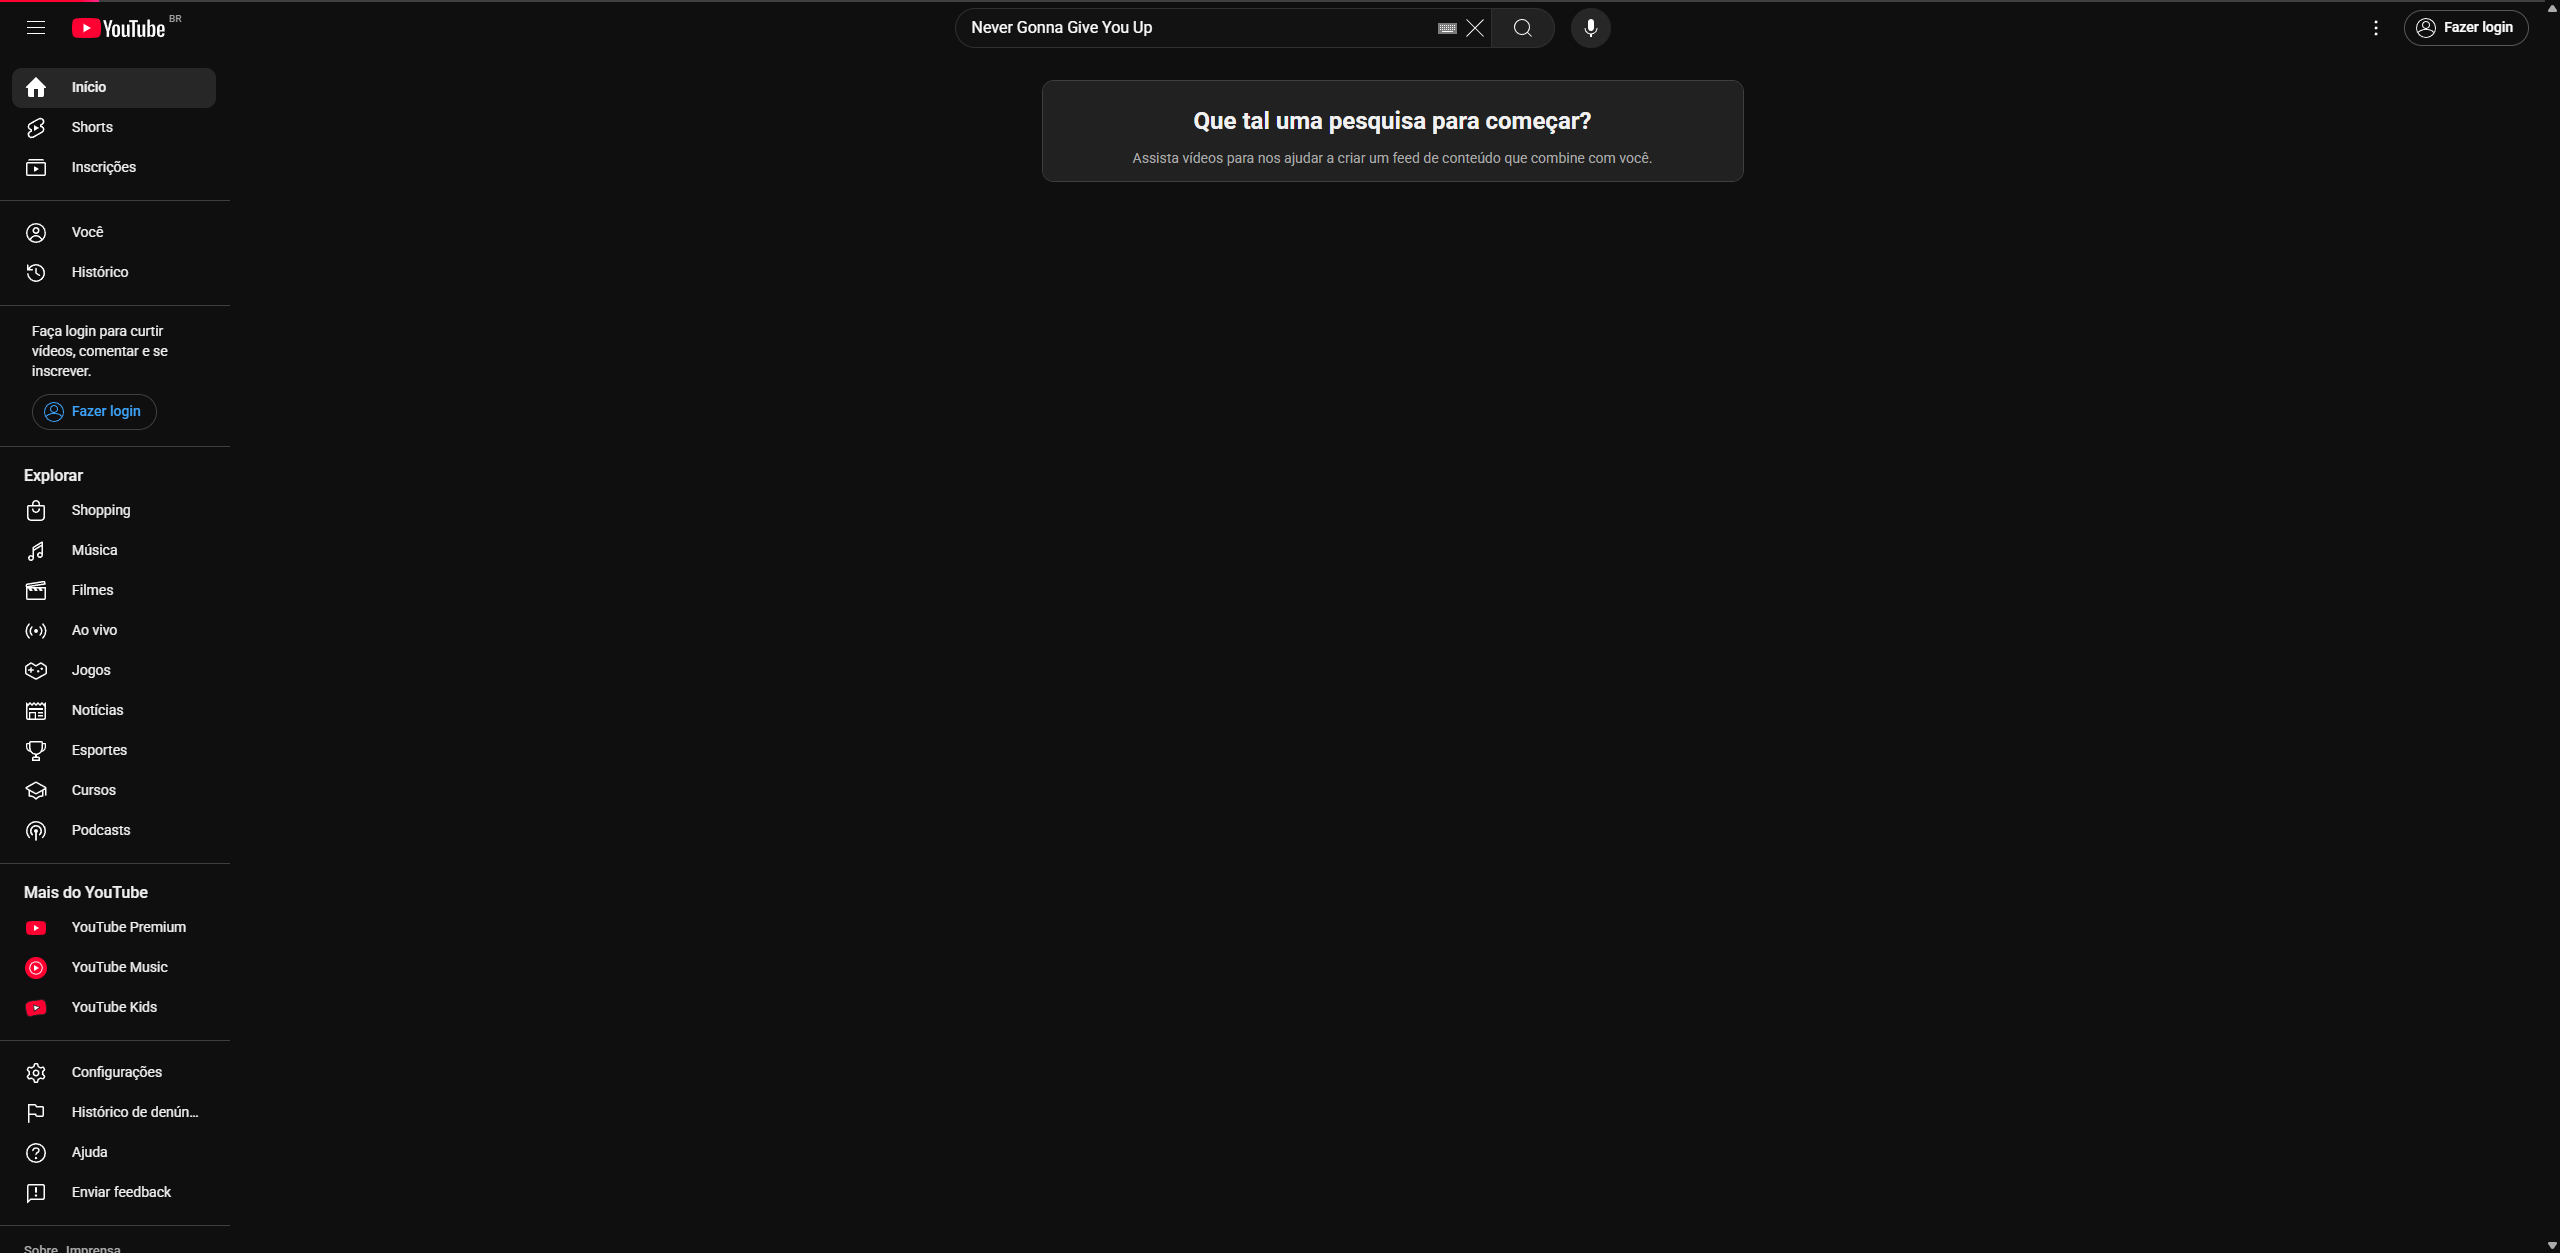 YouTube BR
Never Gonna Give You Up
Fazer login
Início
Shorts
Inscrições
Você
Histórico
Faça login para curtir
vídeos, comentar e se
inscrever.
Fazer login
Explorar
Shopping
Música
Filmes
Ao vivo
Jogos
Notícias
Esportes
Cursos
Podcasts
Mais do YouTube
YouTube Premium
YouTube Music
YouTube Kids
Configurações
Histórico de denún...
Ajuda
Enviar feedback
Sobre Imprensa
Que tal uma pesquisa para começar?
Assista vídeos para nos ajudar a criar um feed de conteúdo que combine com você.